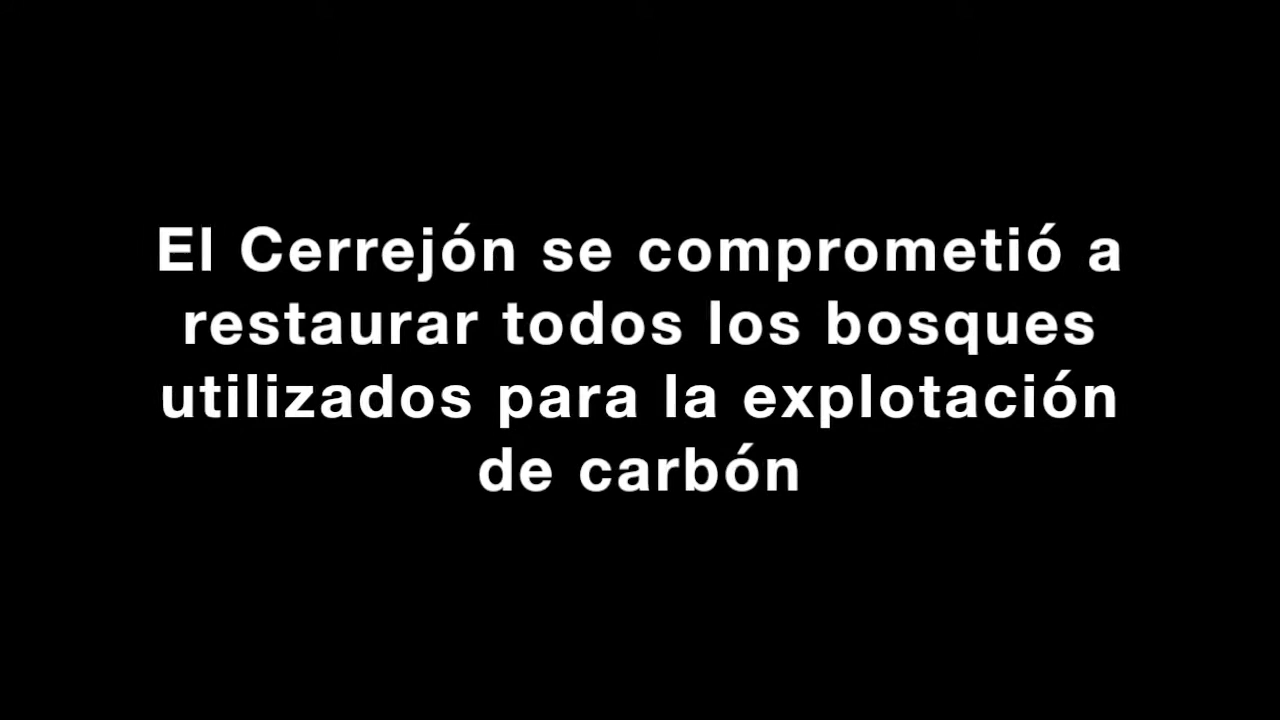 El Cerrejón se comprometió a
restaurar todos los bosques
utilizados para la explotación
de carbón